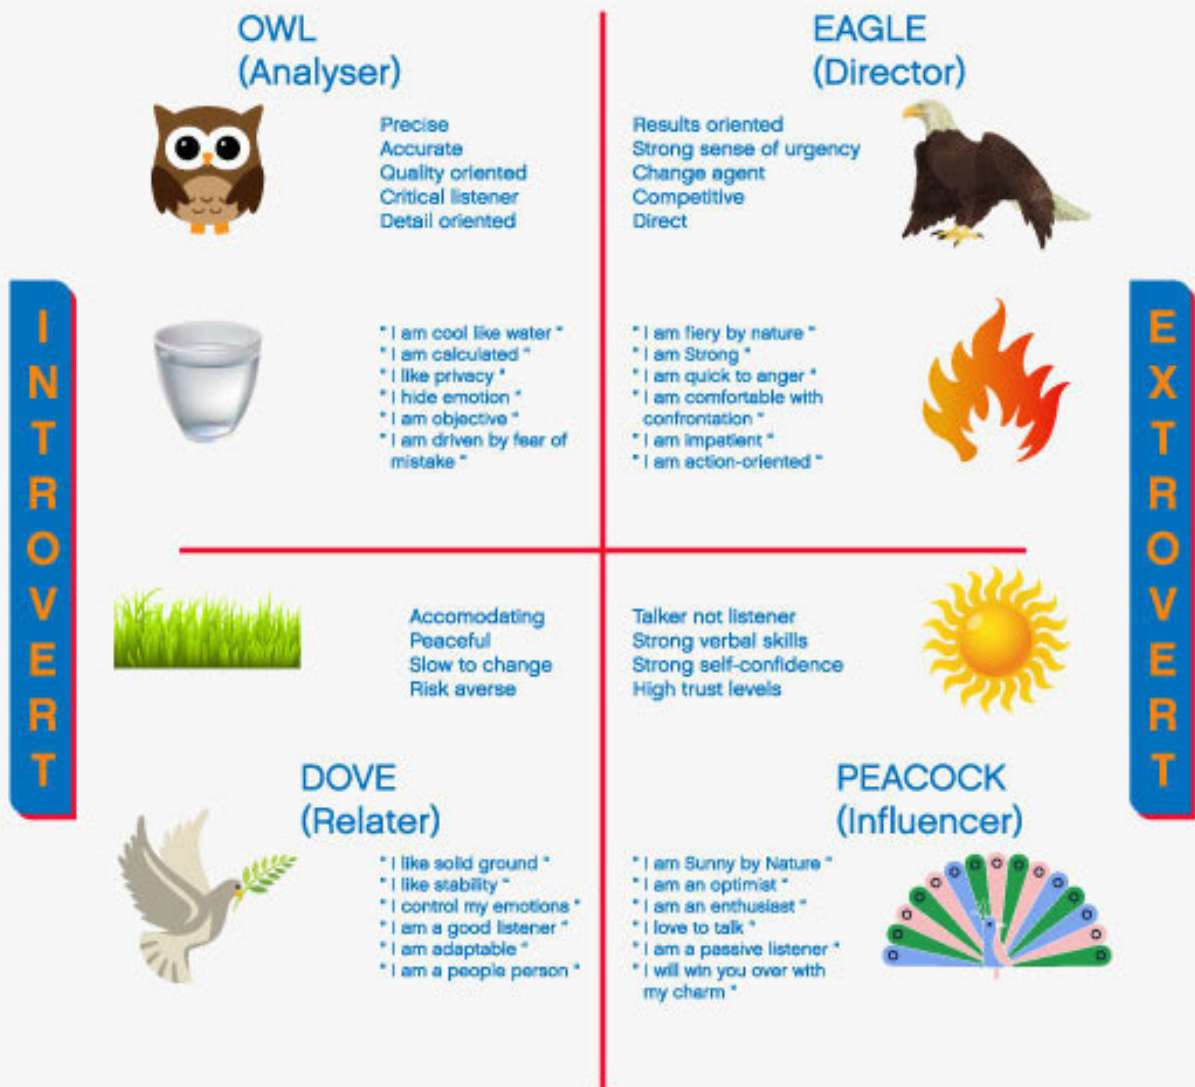 OWL
(Analyser)
Precise
Accurate
Quality oriented
Critical listener
Detail oriented
" I am cool like water "
" I am calculated "
" I like privacy "
" I hide emotion "
" I am objective "
" I am driven by fear of
mistake "
EAGLE
(Director)
Results oriented
Strong sense of urgency
Change agent
Competitive
Direct
" I am fiery by nature "
" I am Strong "
" I am quick to anger "
" I am comfortable with
confrontation "
" I am impatient "
" I am action-oriented "
INTROVERT
EXTROVERT
Accomodating
Peaceful
Slow to change
Risk averse
DOVE
(Relater)
" I like solid ground "
" I like stability "
" I control my emotions "
" I am a good listener "
" I am adaptable "
" I am a people person "
Talker not listener
Strong verbal skills
Strong self-confidence
High trust levels
PEACOCK
(Influencer)
" I am Sunny by Nature "
" I am an optimist "
" I am an enthusiast "
" I love to talk "
" I am a passive listener "
" I will win you over with
my charm "